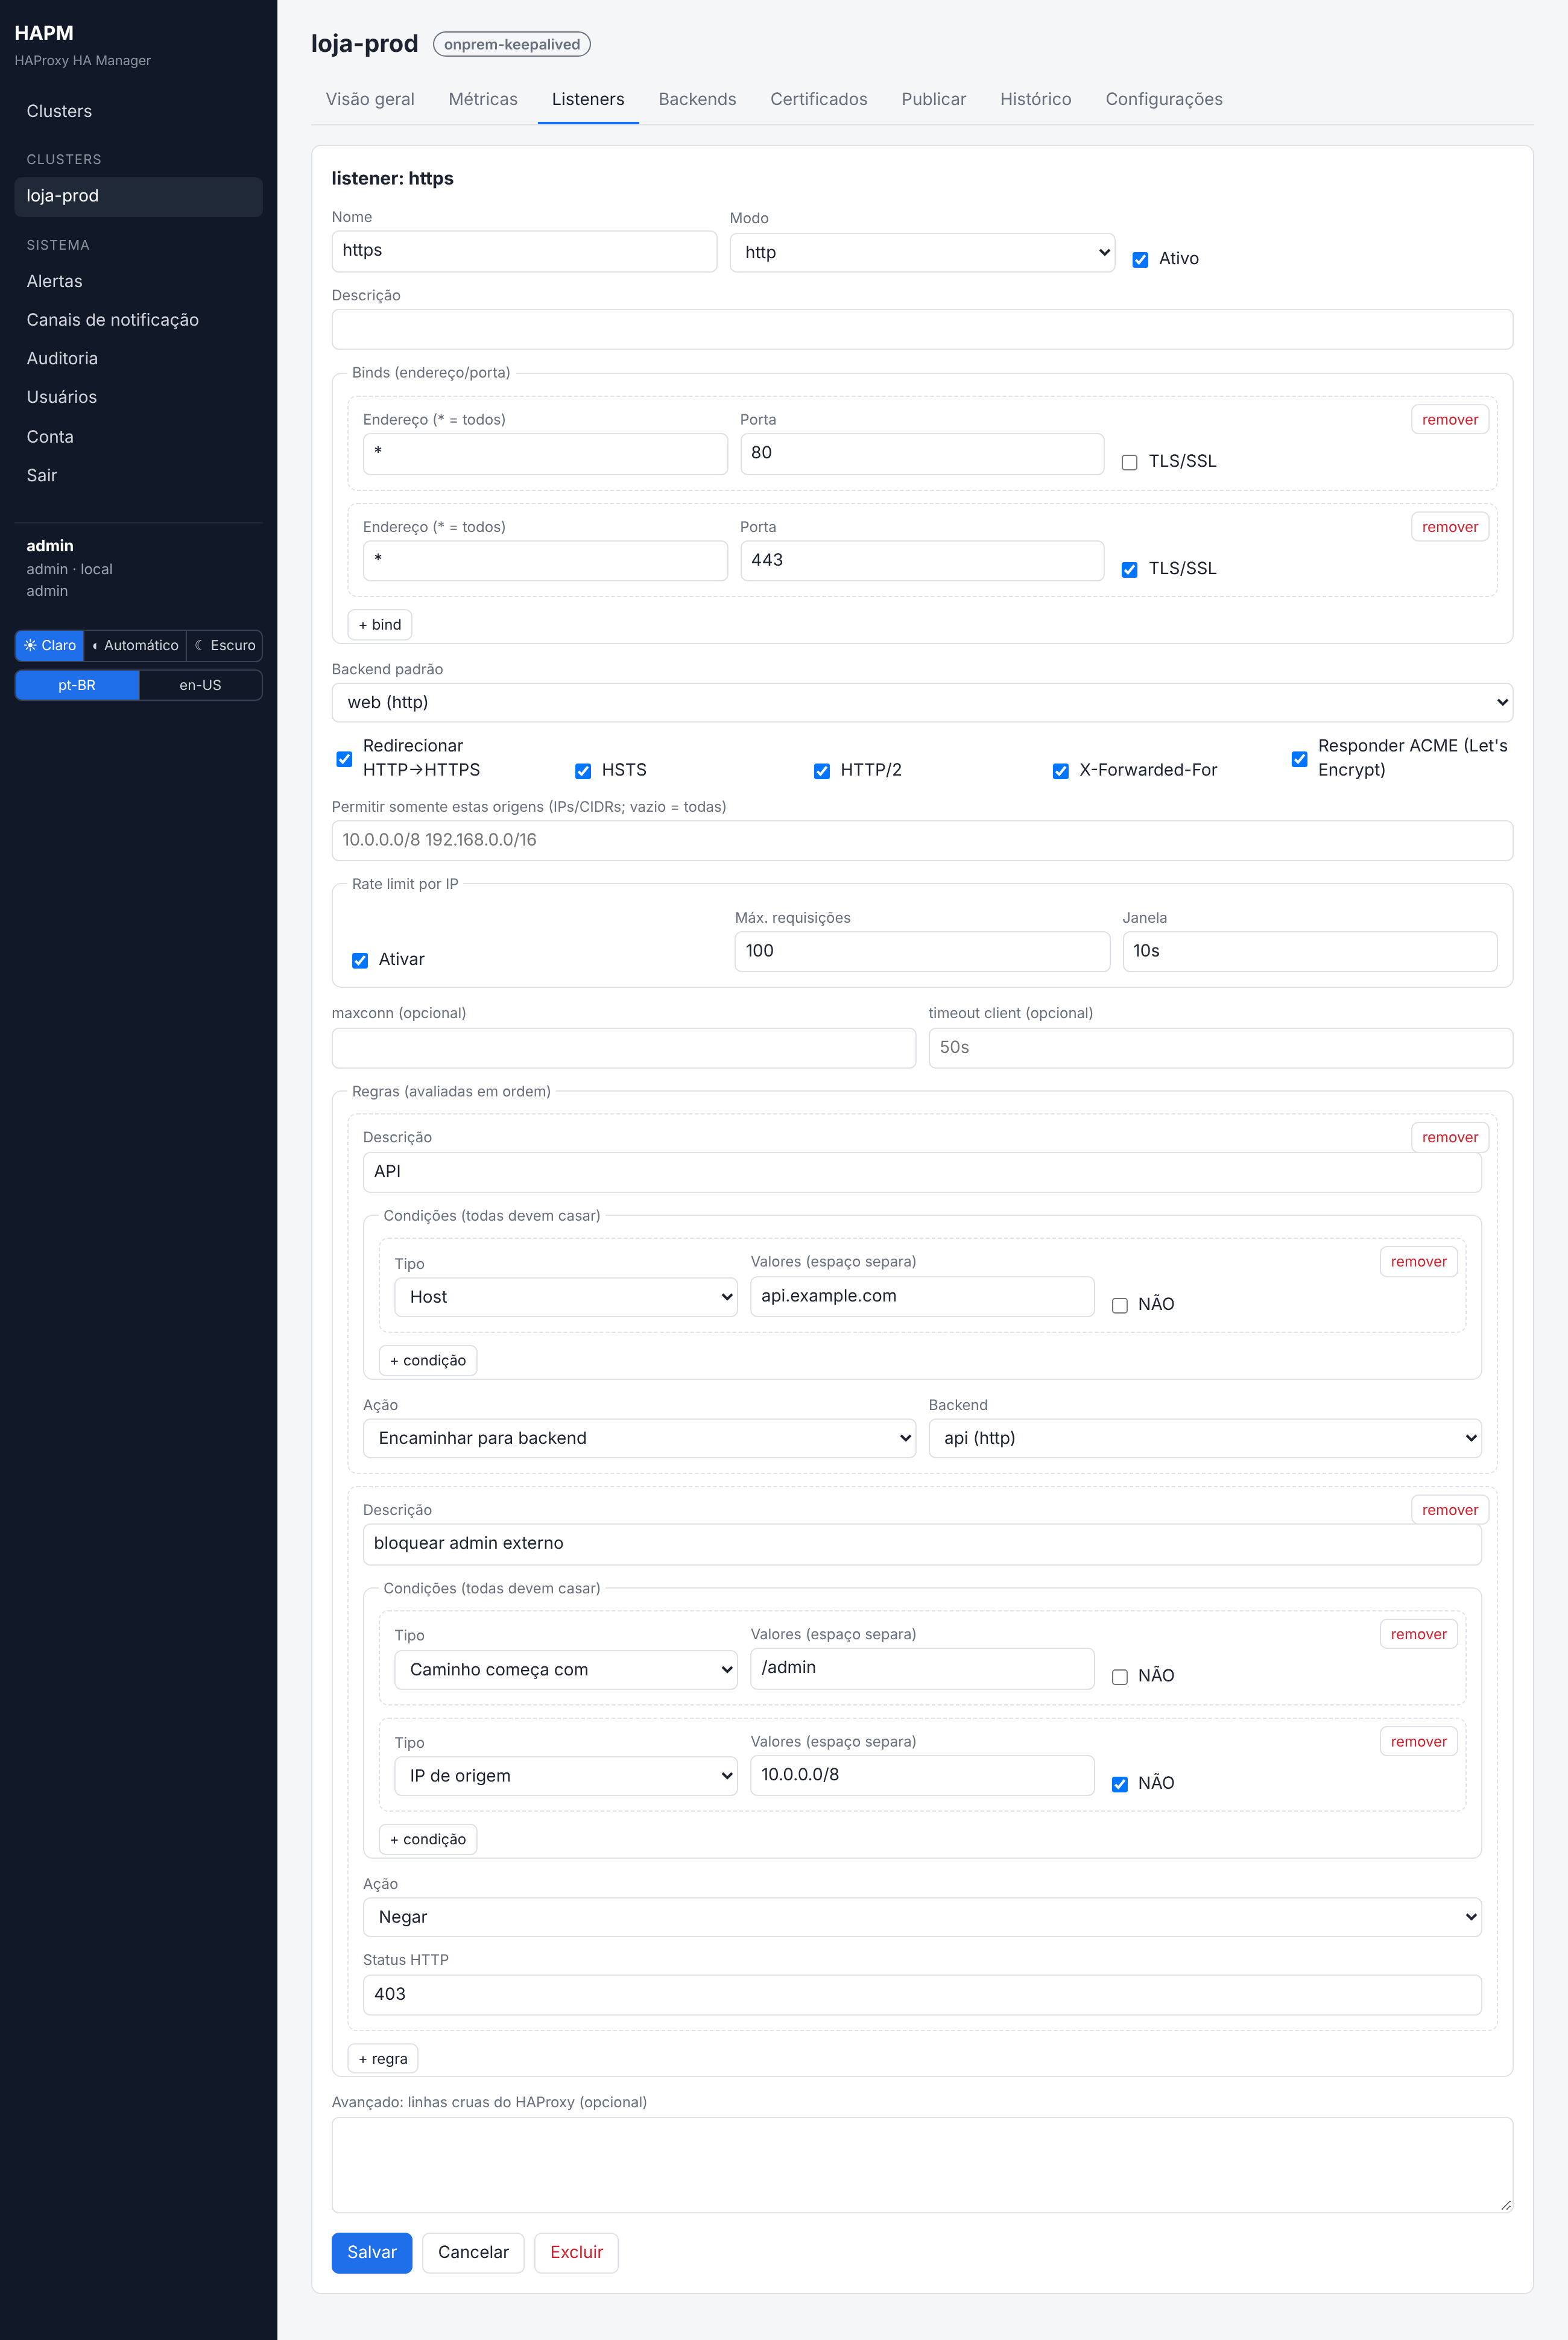 HAPM
HAProxy HA Manager
Clusters
CLUSTERS
loja-prod
SISTEMA
Alertas
Canais de notificação
Auditoria
Usuários
Conta
Sair
admin
admin · local
admin
☀ Claro
Automático
☾ Escuro
pt-BR
en-US
loja-prod
onprem-keepalived
Visão geral
Métricas
Listeners
Backends
Certificados
Publicar
Histórico
Configurações
listener: https
Nome
Modo
https
http
Ativo
Descrição
Binds (endereço/porta)
Endereço (* = todos)
Porta
remover
*
80
TLS/SSL
Endereço (* = todos)
Porta
remover
*
443
TLS/SSL
+ bind
Backend padrão
web (http)
Redirecionar
HTTP→HTTPS
HSTS
HTTP/2
X-Forwarded-For
Responder ACME (Let's
Encrypt)
Permitir somente estas origens (IPs/CIDRs; vazio = todas)
10.0.0.0/8 192.168.0.0/16
Rate limit por IP
Ativar
Máx. requisições
Janela
100
10s
maxconn (opcional)
timeout client (opcional)
50s
Regras (avaliadas em ordem)
Descrição
remover
API
Condições (todas devem casar)
Tipo
Valores (espaço separa)
remover
Host
api.example.com
NÃO
+ condição
Ação
Backend
Encaminhar para backend
api (http)
Descrição
remover
bloquear admin externo
Condições (todas devem casar)
Tipo
Valores (espaço separa)
remover
Caminho começa com
/admin
NÃO
Tipo
Valores (espaço separa)
remover
IP de origem
10.0.0.0/8
NÃO
+ condição
Ação
Negar
Status HTTP
403
+ regra
Avançado: linhas cruas do HAProxy (opcional)
Salvar
Cancelar
Excluir